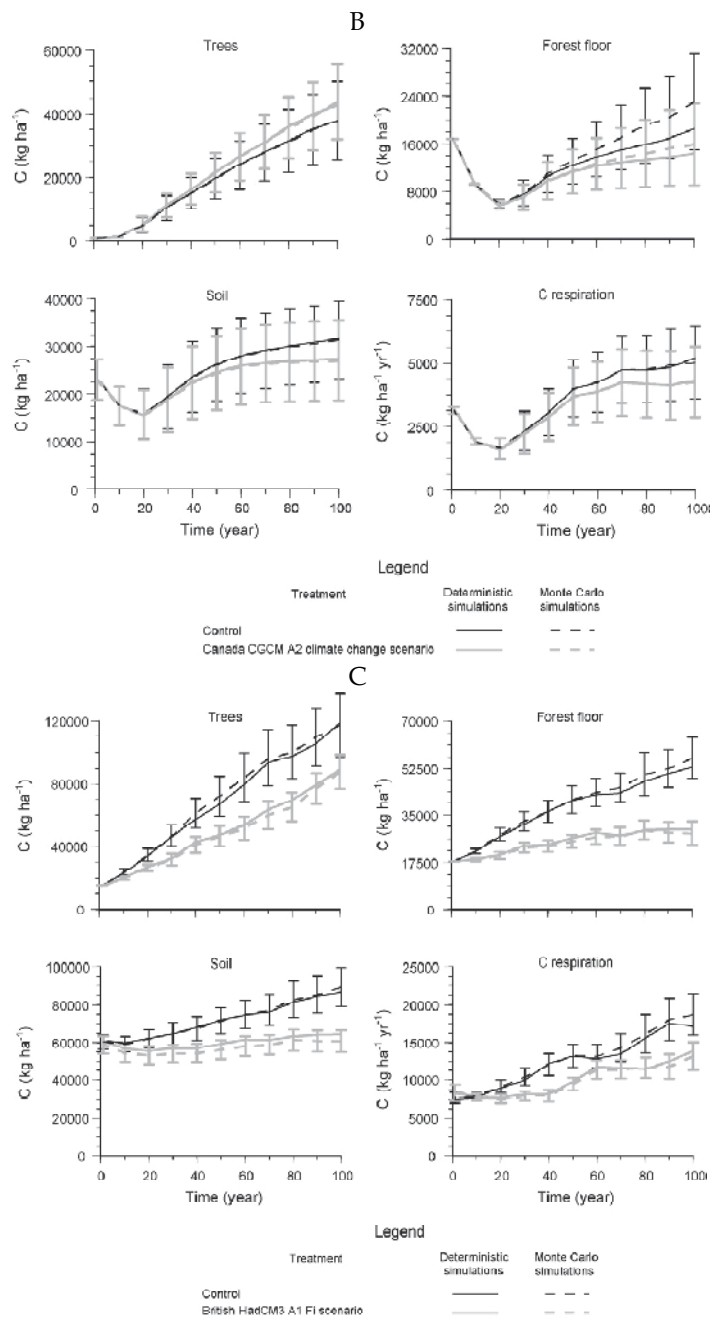 B
Trees
Forest floor
C (kg ha⁻¹)
60000
40000
20000
0
C (kg ha⁻¹)
32000
24000
16000
8000
0
Soil
C respiration
C (kg ha⁻¹)
40000
30000
20000
10000
0
C (kg ha⁻¹ yr⁻¹)
7500
5000
2500
0
0 20 40 60 80 100
0 20 40 60 80 1000
Time (year)
Time (year)
Legend
Treatment
Deterministic simulations
Monte Carlo simulations
Control
Canada CGCM A2 climate change scenario
C
Trees
Forest floor
C (kg ha⁻¹)
120000
80000
40000
0
C (kg ha⁻¹)
70000
52500
35000
17500
0
Soil
C respiration
C (kg ha⁻¹)
100000
80000
60000
40000
20000
0
C (kg ha⁻¹ yr⁻¹)
25000
20000
15000
10000
5000
0
0 20 40 60 80 100
0 20 40 60 80 100
Time (year)
Time (year)
Legend
Treatment
Deterministic simulations
Monte Carlo simulations
Control
British HadCM3 A1 Fi scenario